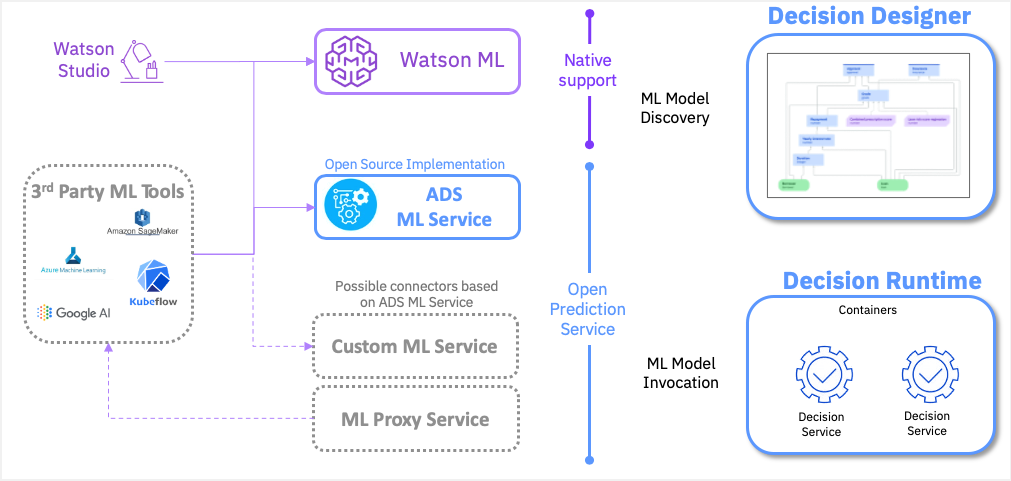 Watson
Studio
Watson ML
Native
support
ML Model
Discovery
Decision Designer
Open Source Implementation
ADS
ML Service
3rd Party ML Tools
Amazon SageMaker
Azure Machine Learning
Kubeflow
Google AI
Possible connectors based
on ADS ML Service
Custom ML Service
ML Proxy Service
Open
Prediction
Service
ML Model
Invocation
Decision Runtime
Containers
Decision
Service
Decision
Service